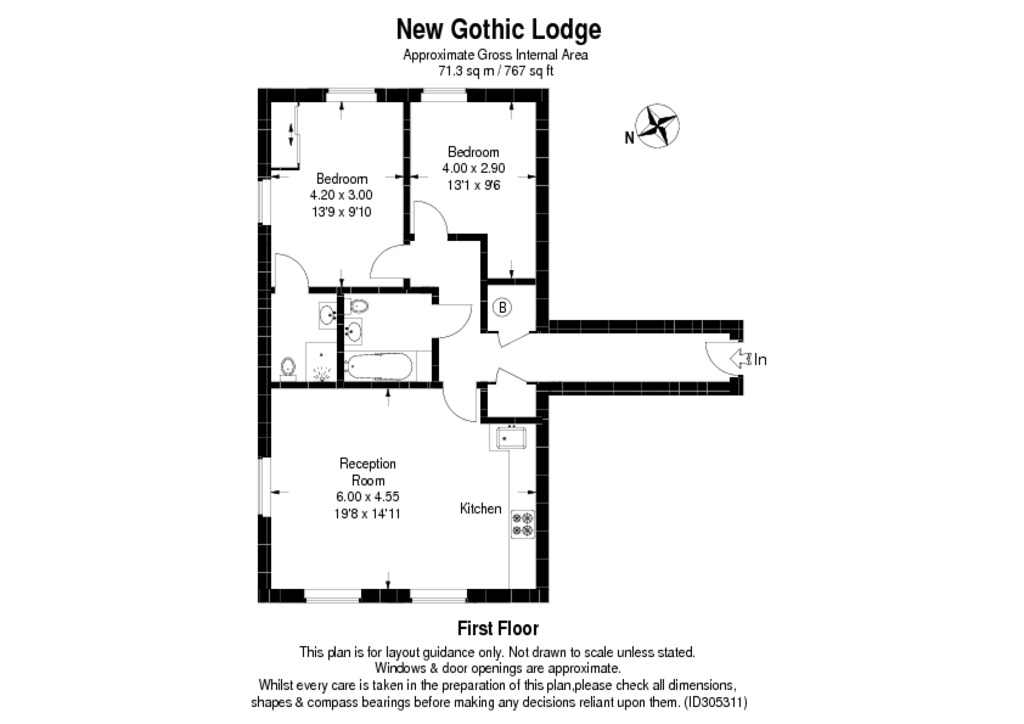 New Gothic Lodge
Approximate Gross Internal Area
71.3 sq m / 767 sq ft
N
Bedroom
4.00 x 2.90
13'1 x 9'6
Bedroom
4.20 x 3.00
13'9 x 9'10
B
In
Reception
Room
6.00 x 4.55
19'8 x 14'11
Kitchen
First Floor
This plan is for layout guidance only. Not drawn to scale unless stated.
Windows & door openings are approximate.
Whilst every care is taken in the preparation of this plan,please check all dimensions,
shapes & compass bearings before making any decisions reliant upon them. (ID305311)